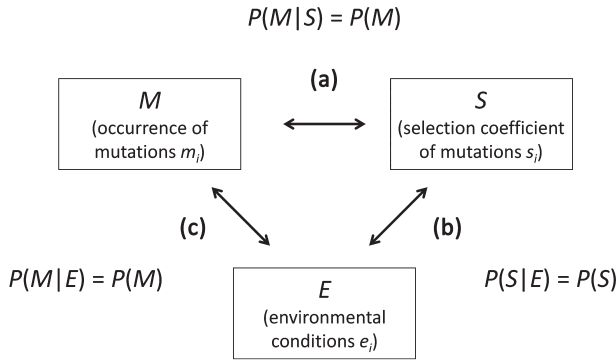 P(M|S) = P(M)
(a)
M
(occurrence of
mutations mᵢ)
S
(selection coefficient
of mutations sᵢ)
(c)
(b)
P(M|E) = P(M)
P(S|E) = P(S)
E
(environmental
conditions eᵢ)